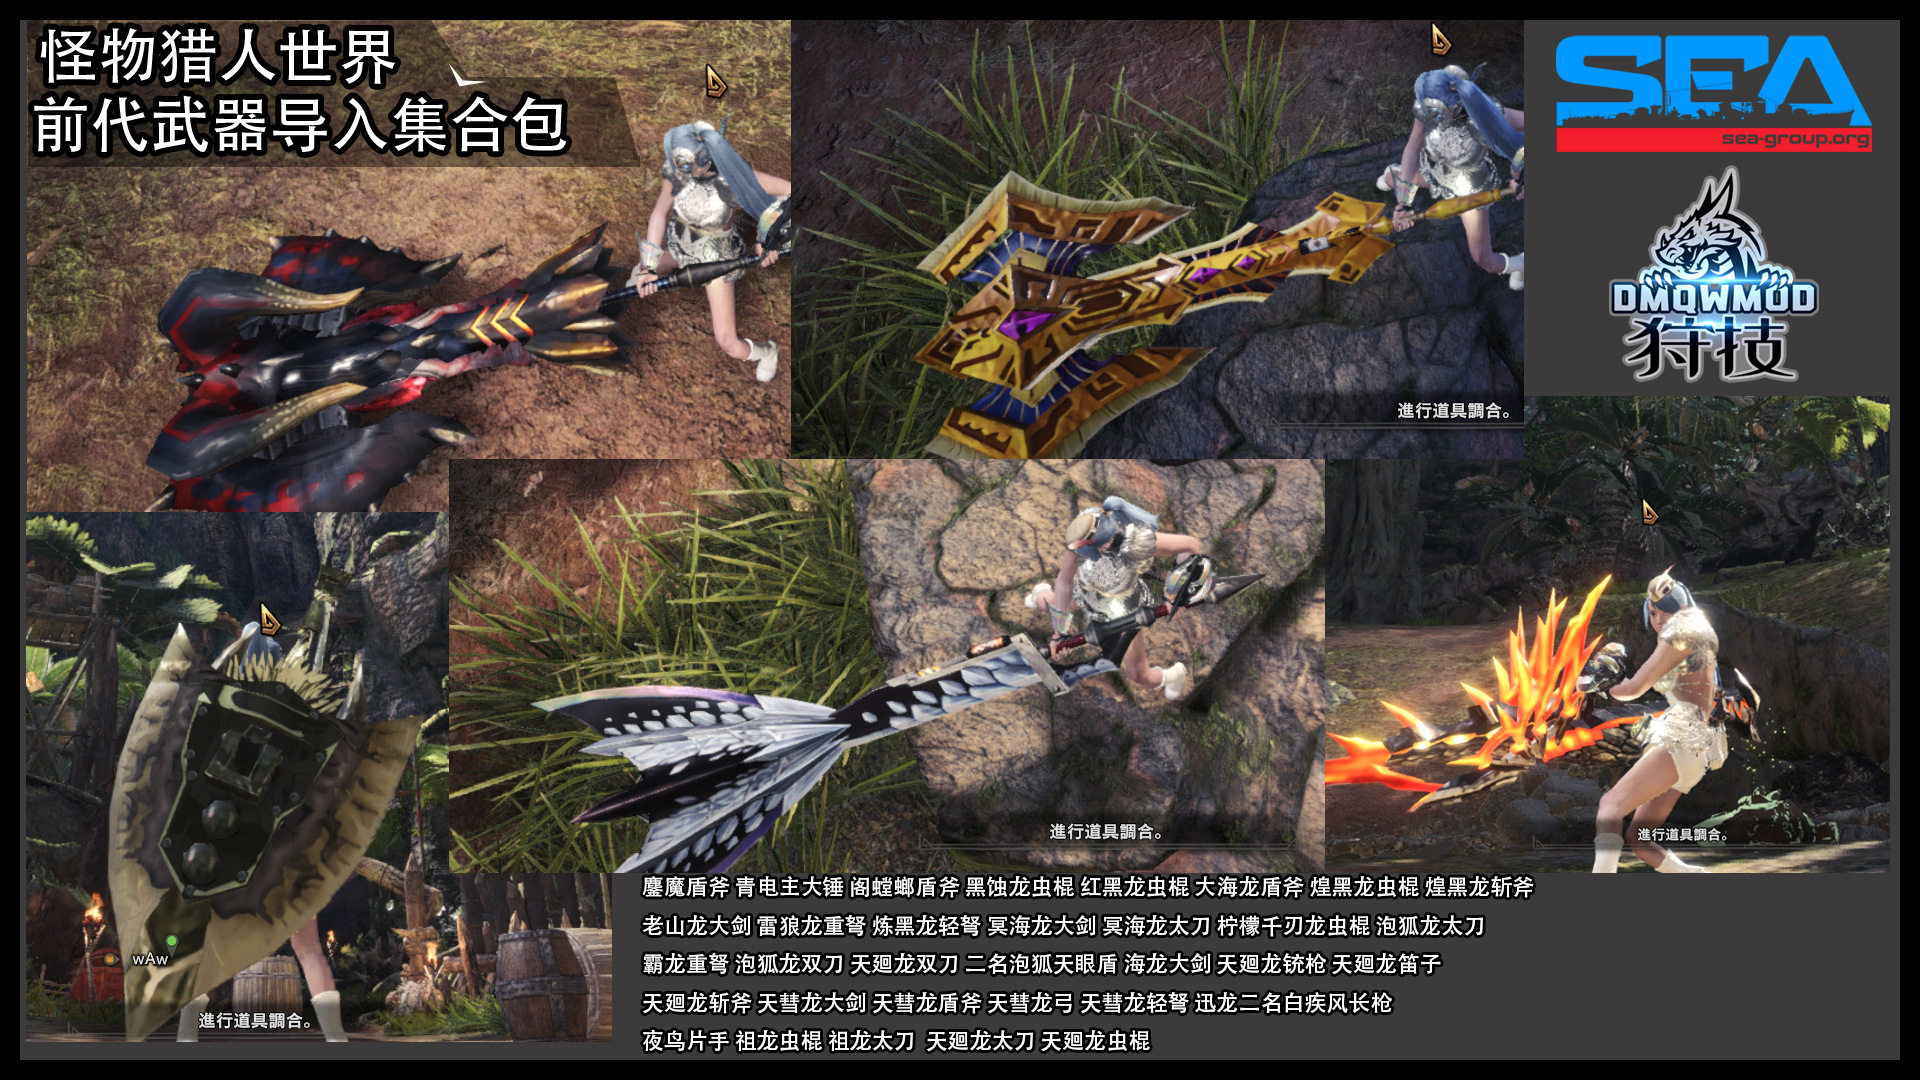 怪物猎人世界
前代武器导入集合包
SEA
sea-group.org
DMQWMOD
狩技
進行道具調合。
進行道具調合。
進行道具調合。
wAw
進行道具調合。
鏖魔盾斧 青电主大锤 阎螳螂盾斧 黑蚀龙虫棍 红黑龙虫棍 大海龙盾斧 煌黑龙虫棍 煌黑龙斩斧
老山龙大剑 雷狼龙重弩 炼黑龙轻弩 冥海龙大剑 冥海龙太刀 柠檬千刃龙虫棍 泡狐龙太刀
霸龙重弩 泡狐龙双刀 天廻龙双刀 二名泡狐天眼盾 海龙大剑 天廻龙铳枪 天廻龙笛子
天廻龙斩斧 天彗龙大剑 天彗龙盾斧 天彗龙弓 天彗龙轻弩 迅龙二名白疾风长枪
夜鸟片手 祖龙虫棍 祖龙太刀 天廻龙太刀 天廻龙虫棍